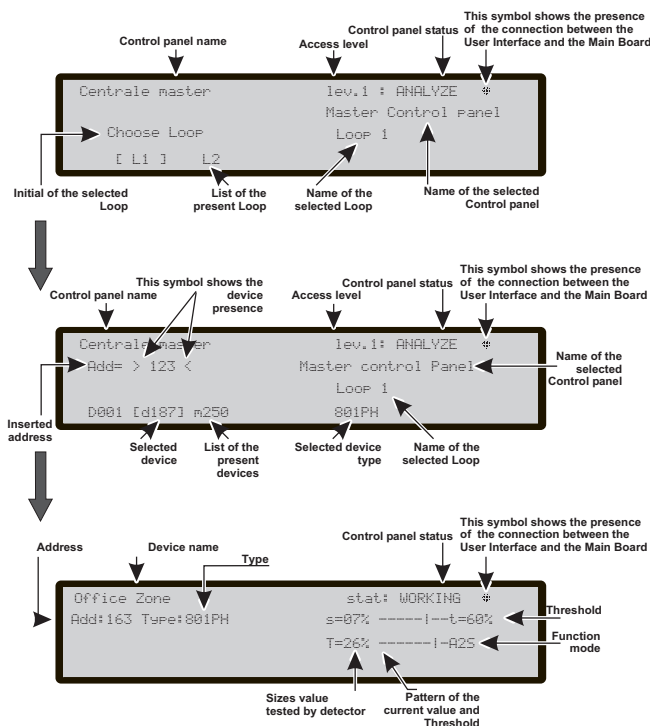 Control panel name
Access level
Control panel status
This symbol shows the presence
of the connection between the
User Interface and the Main Board
Centrale master
lev.1 : ANALYZE
Master Control panel
Choose Loop
Loop 1
[ L1 ] L2
Initial of the selected
Loop
List of the
present Loop
Name of the
selected Loop
Name of the selected
Control panel
Control panel name
This symbol shows the
device
presence
Access level
Control panel status
This symbol shows the presence
of the connection between the
User Interface and the Main Board
Centrale master
lev.1: ANALYZE
Add= > 123 <
Master control Panel
Name of the
selected
Control panel
Loop 1
D001 [d187] m250
801PH
Inserted
address
Selected
device
List of the
present
devices
Selected device
type
Name of the
selected Loop
Address
Device name
Type
Control panel status
This symbol shows the presence
of the connection between the
User Interface and the Main Board
Office Zone
stat: WORKING
Add:163 Type:801PH
s=07% -----!--t=60%
Threshold
T=26% ------!-A2S
Function
mode
Sizes value
tested by detector
Pattern of the
current value and
Threshold